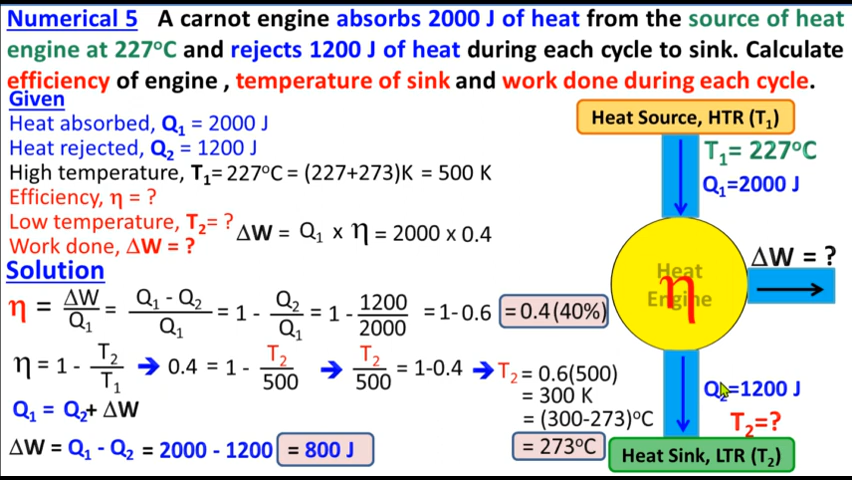 Numerical 5 A carnot engine absorbs 2000 J of heat from the source of heat
engine at 227ºC and rejects 1200 J of heat during each cycle to sink. Calculate
efficiency of engine , temperature of sink and work done during each cycle.
Given
Heat absorbed, Q₁ = 2000 J
Heat rejected, Q₂ = 1200 J
High temperature, T₁= 227ºC = (227+273)K = 500 K
Efficiency, η = ?
Low temperature, T₂= ?
Work done, ΔW = ?
ΔW = Q₁ x η = 2000 x 0.4
Solution
η = ΔW/Q₁ = (Q₁ - Q₂)/Q₁ = 1 - Q₂/Q₁ = 1 - 1200/2000 = 1- 0.6 = 0.4 (40%)
η = 1 - T₂/T₁ → 0.4 = 1 - T₂/500 → T₂/500 = 1-0.4 → T₂ = 0.6(500)
= 300 K
= (300-273)ºC
= 273ºC
Q₁ = Q₂+ ΔW
ΔW = Q₁ - Q₂ = 2000 - 1200 = 800 J
Heat Source, HTR (T₁)
T₁= 227ºC
Q₁=2000 J
ΔW = ?
Heat
Engine
η
Q₂=1200 J
T₂=?
Heat Sink, LTR (T₂)